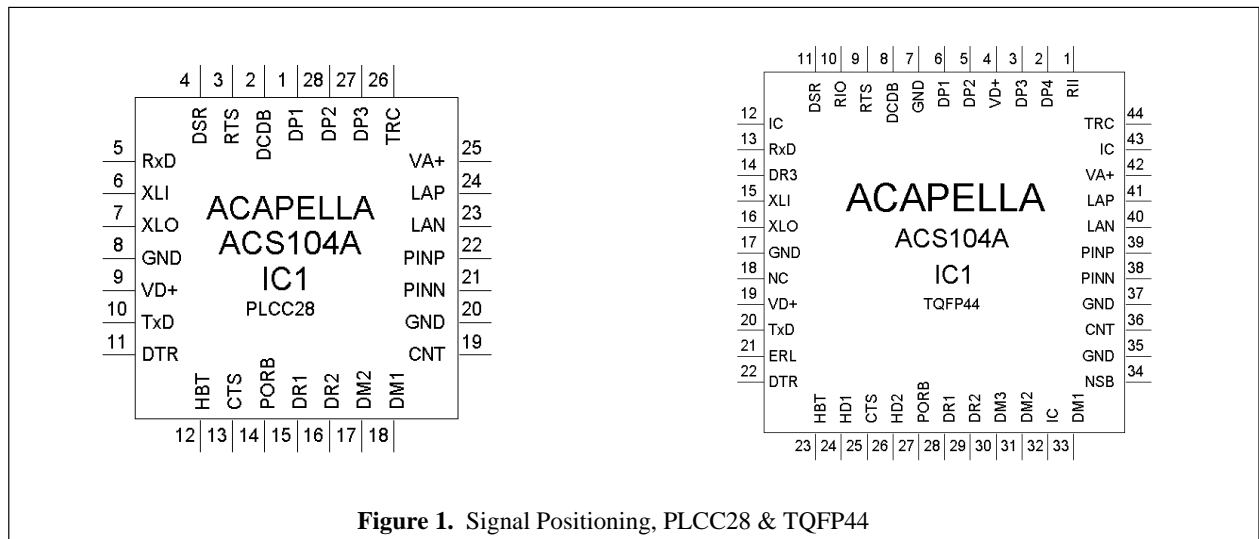 4 3 2 1 28 27 26
DSR RTS DCDB DP1 DP2 DP3 TRC
5 RxD VA+ 25
6 XLI LAP 24
7 XLO LAN 23
8 GND PINP 22
9 VD+ PINN 21
10 TxD GND 20
11 DTR CNT 19
ACAPELLA
ACS104A
IC1
PLCC28
HBT CTS PORB DR1 DR2 DM2 DM1
12 13 14 15 16 17 18
11 10 9 8 7 6 5 4 3 2 1
DSR RIO RTS DCDB GND DP1 DP2 VD+ DP3 DP4 RII
12 IC TRC 44
13 RxD IC 43
14 DR3 VA+ 42
15 XLI LAP 41
16 XLO LAN 40
17 GND PINP 39
18 NC PINN 38
19 VD+ GND 37
20 TxD CNT 36
21 ERL GND 35
22 DTR NSB 34
ACAPELLA
ACS104A
IC1
TQFP44
HBT HD1 CTS HD2 PORB DR1 DR2 DM3 DM2 IC DM1
23 24 25 26 27 28 29 30 31 32 33
Figure 1. Signal Positioning, PLCC28 & TQFP44